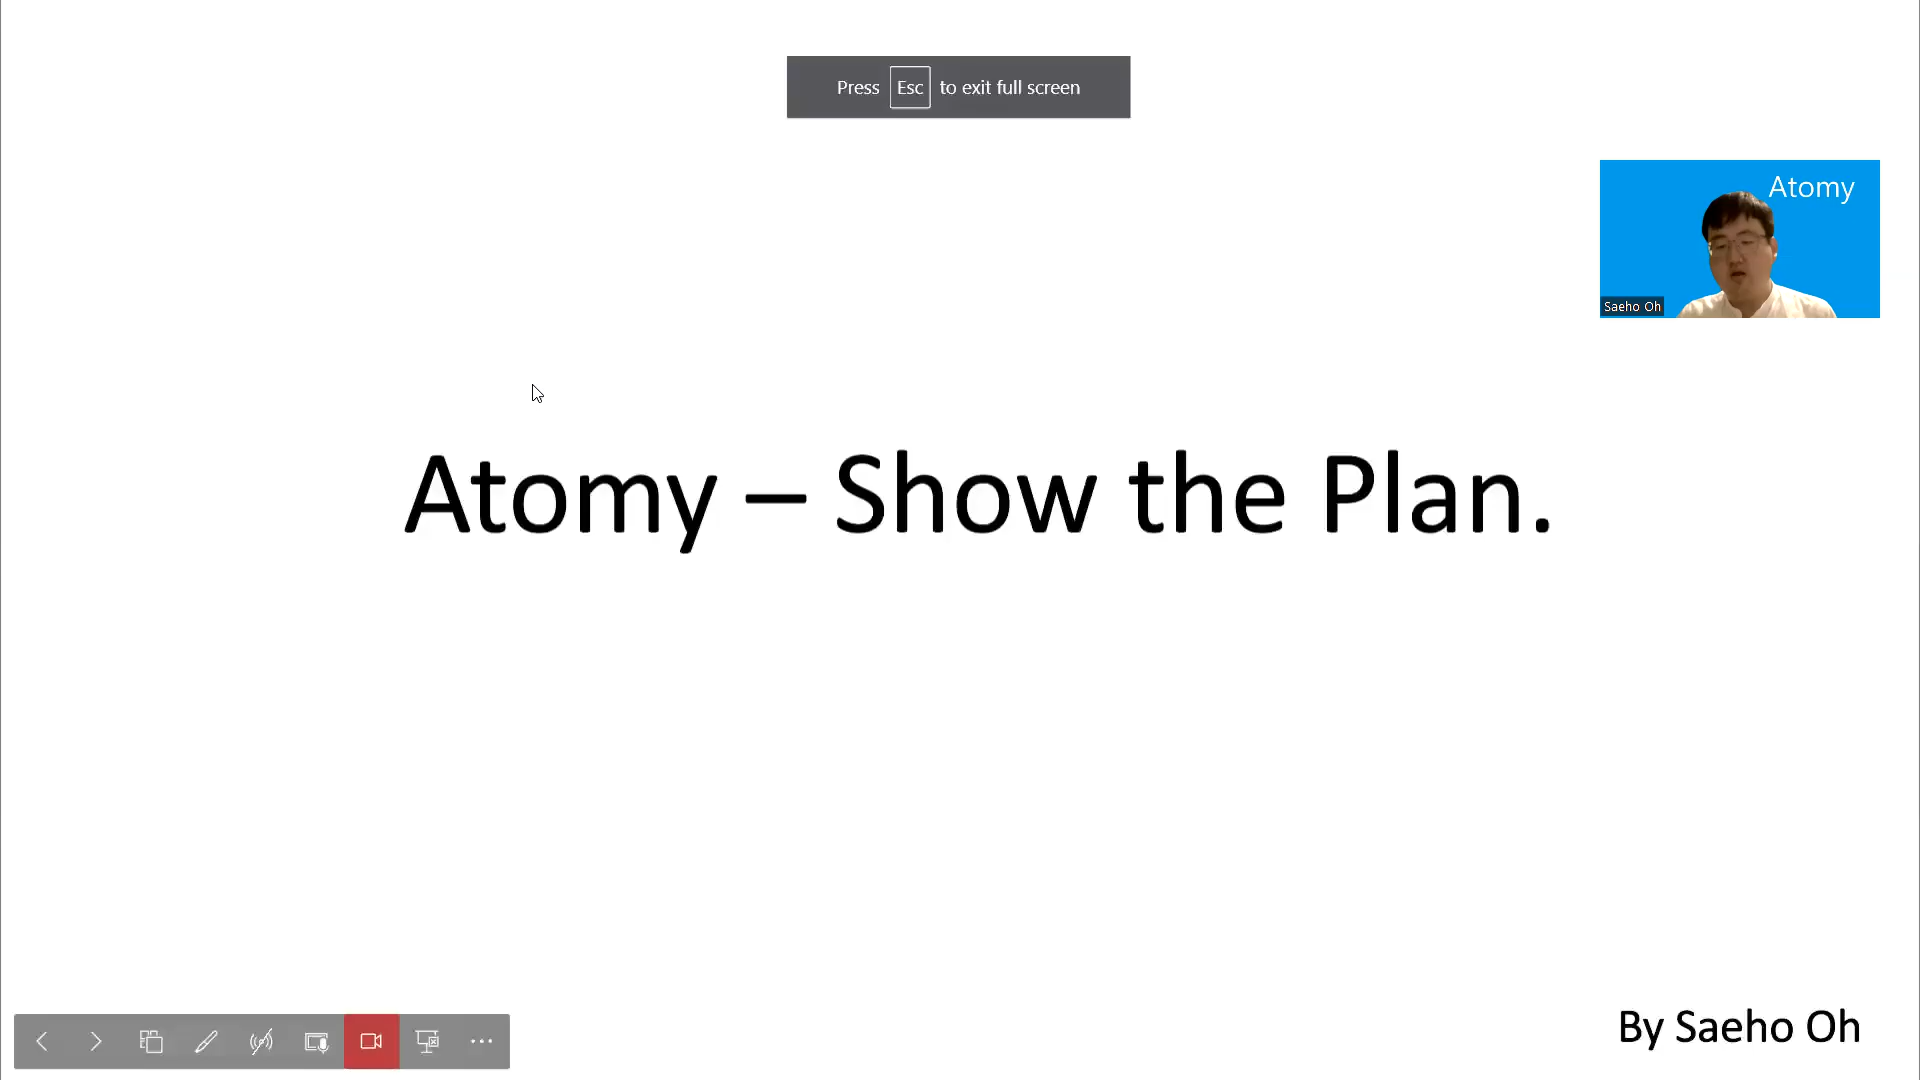 Press Esc to exit full screen
Atomy
Saeho Oh
Atomy – Show the Plan.
By Saeho Oh